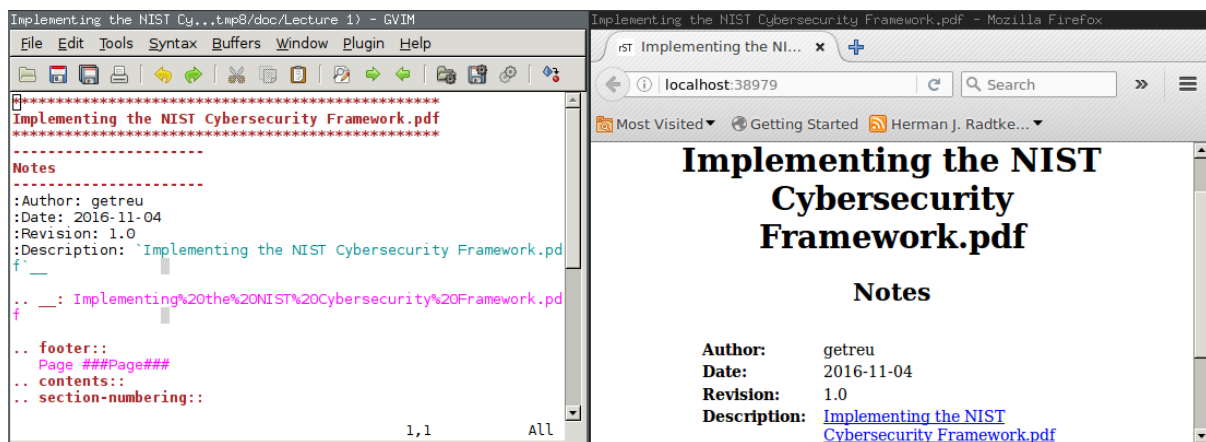 Implementing the NIST Cy...tmp8/doc/Lecture 1) - GVIM
File Edit Tools Syntax Buffers Window Plugin Help
**************************************************
Implementing the NIST Cybersecurity Framework.pdf
**************************************************
----------------------
Notes
----------------------
:Author: getreu
:Date: 2016-11-04
:Revision: 1.0
:Description: `Implementing the NIST Cybersecurity Framework.pd
f`__
.. __: Implementing%20the%20NIST%20Cybersecurity%20Framework.pd
f
.. footer::
Page ###Page###
.. contents::
.. section-numbering::
1,1 All
Implementing the NIST Cybersecurity Framework.pdf - Mozilla Firefox
rST Implementing the NI...
localhost:38979 Search
Most Visited Getting Started Herman J. Radtke...
Implementing the NIST
Cybersecurity
Framework.pdf
Notes
Author: getreu
Date: 2016-11-04
Revision: 1.0
Description: Implementing the NIST
Cybersecurity Framework.pdf